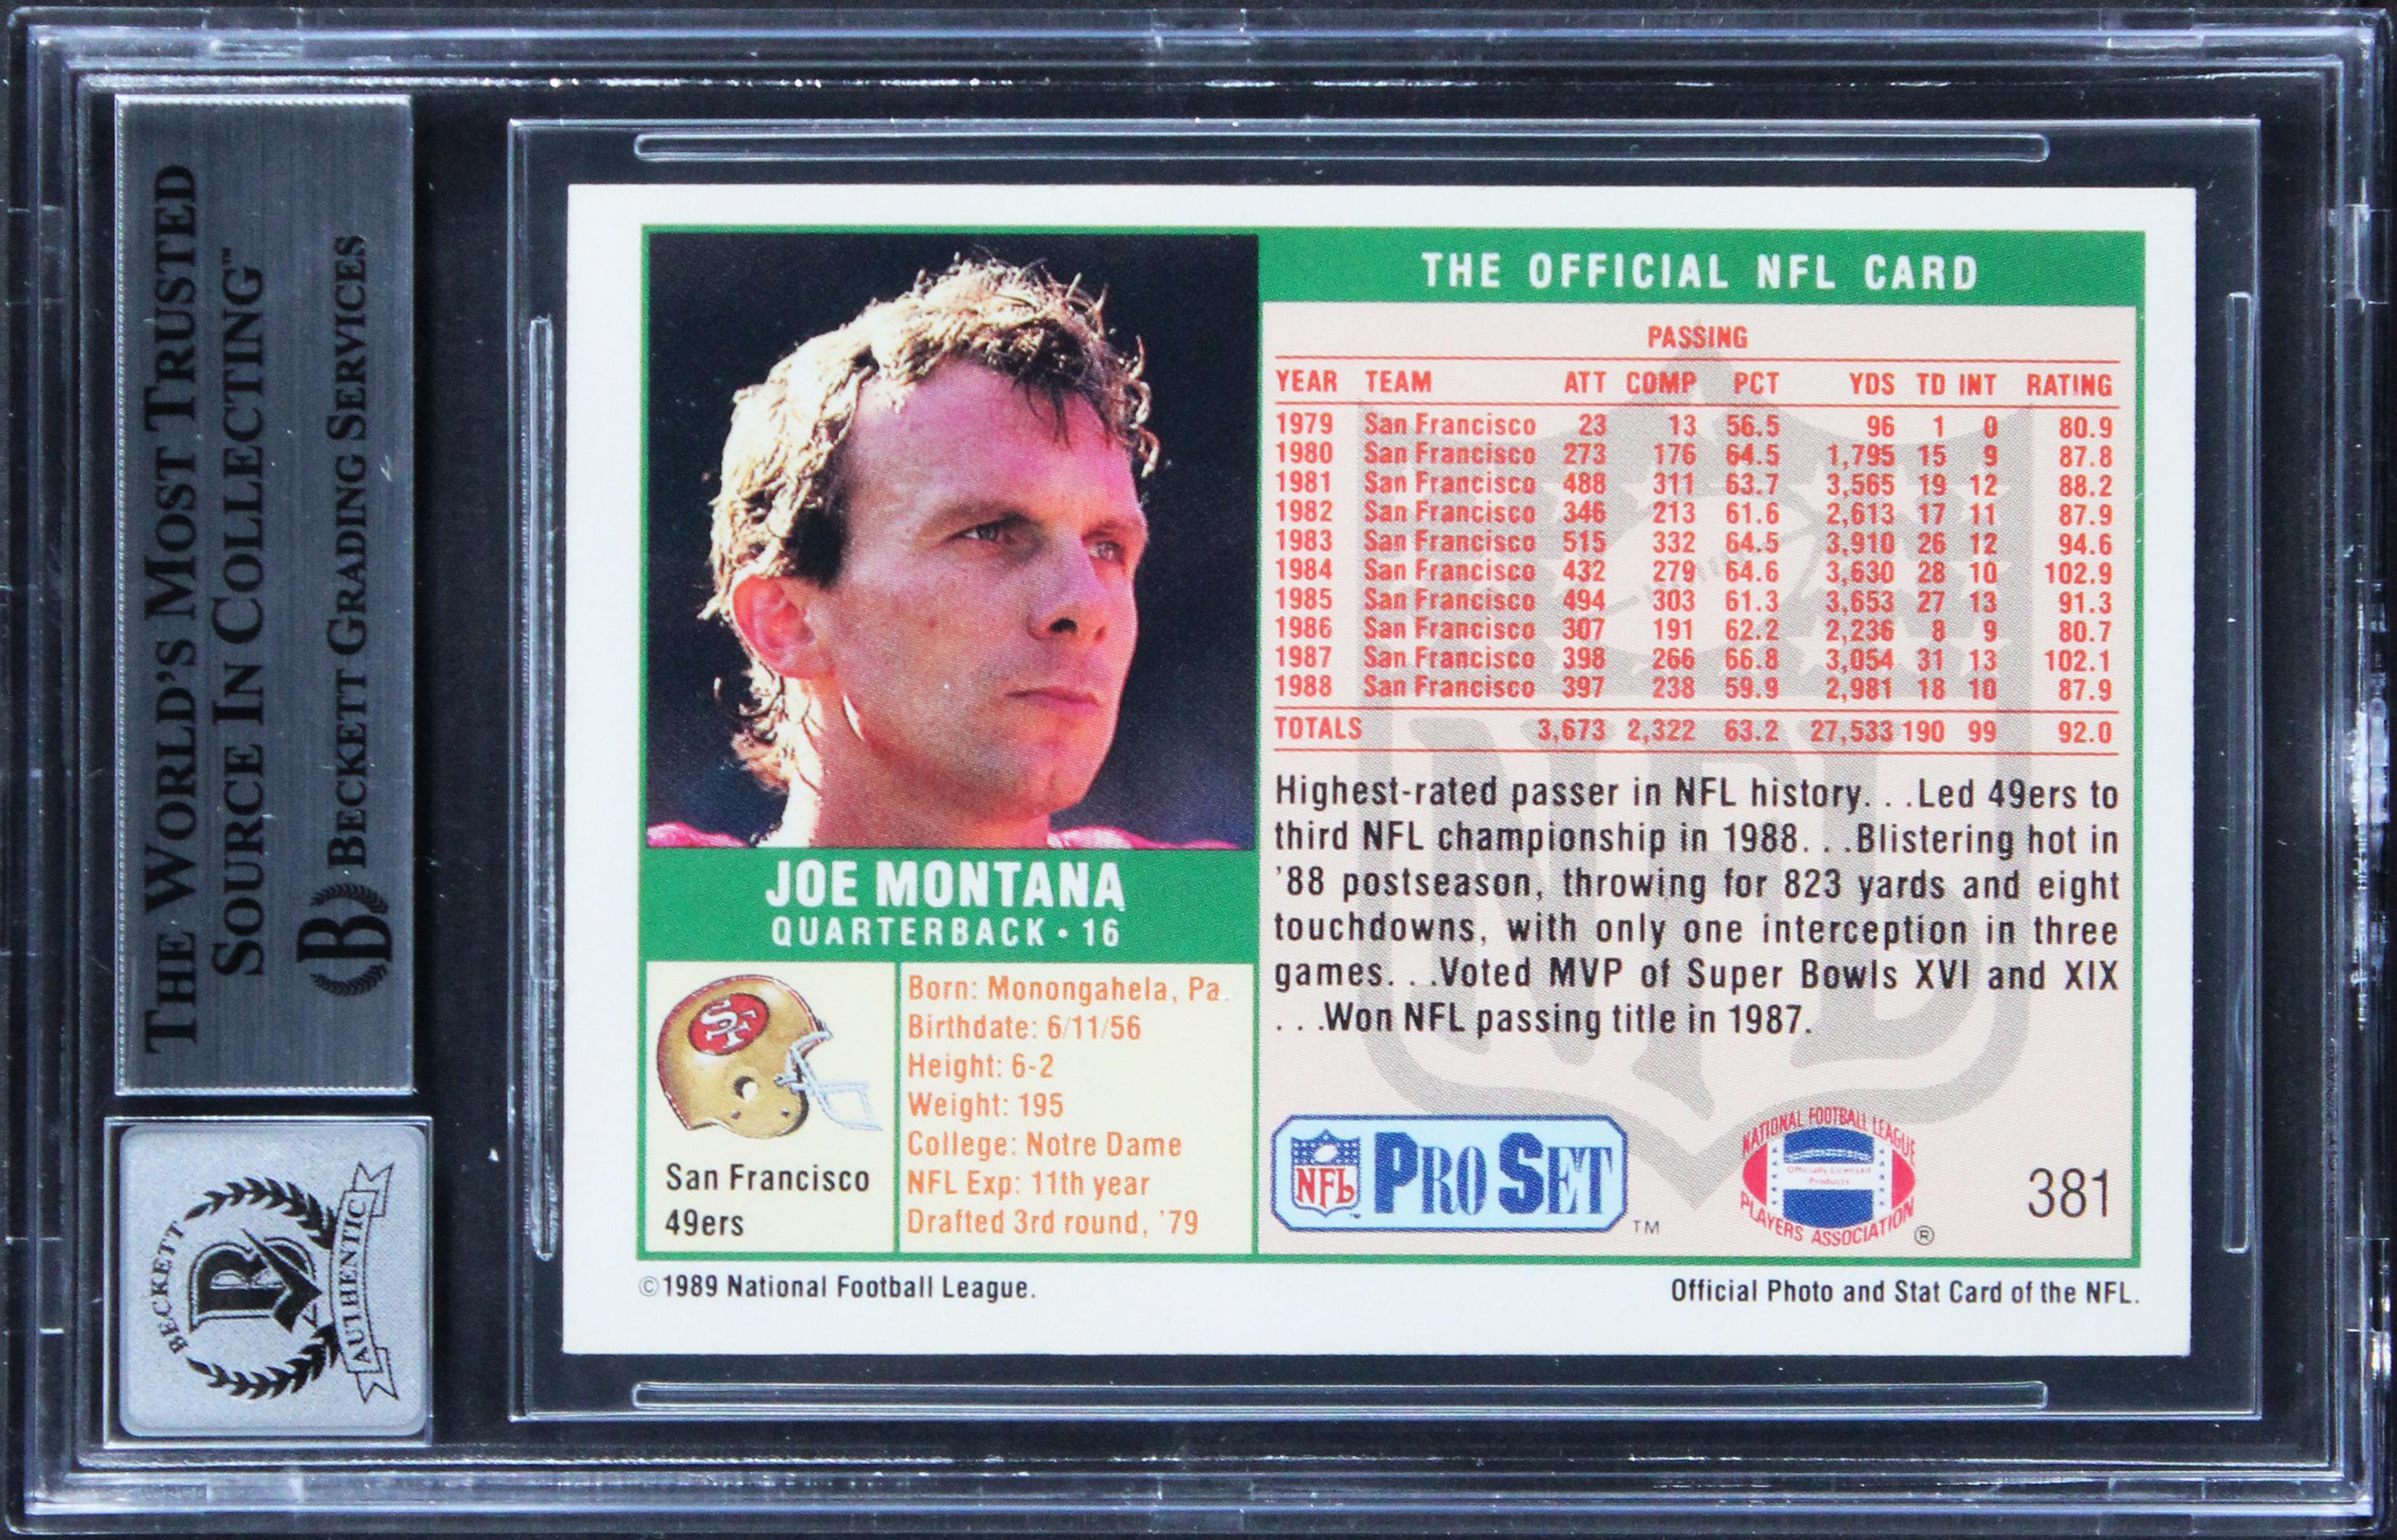 THE WORLD'S MOST TRUSTED
SOURCE IN COLLECTING™
BECKETT GRADING SERVICES
B
BECKETT
B
AUTHENTIC
THE OFFICIAL NFL CARD
PASSING
YEAR TEAM ATT COMP PCT YDS TD INT RATING
1979 San Francisco 23 13 56.5 96 1 0 80.9
1980 San Francisco 273 176 64.5 1,795 15 9 87.8
1981 San Francisco 488 311 63.7 3,565 19 12 88.2
1982 San Francisco 346 213 61.6 2,613 17 11 87.9
1983 San Francisco 515 332 64.5 3,910 26 12 94.6
1984 San Francisco 432 279 64.6 3,630 28 10 102.9
1985 San Francisco 494 303 61.3 3,653 27 13 91.3
1986 San Francisco 307 191 62.2 2,236 8 9 80.7
1987 San Francisco 398 266 66.8 3,054 31 13 102.1
1988 San Francisco 397 238 59.9 2,981 18 10 87.9
TOTALS 3,673 2,322 63.2 27,533 190 99 92.0
Highest-rated passer in NFL history. . .Led 49ers to
third NFL championship in 1988. . .Blistering hot in
'88 postseason, throwing for 823 yards and eight
touchdowns, with only one interception in three
games. . .Voted MVP of Super Bowls XVI and XIX
. . .Won NFL passing title in 1987.
NFL
JOE MONTANA
QUARTERBACK • 16
SF
San Francisco
49ers
Born: Monongahela, Pa.
Birthdate: 6/11/56
Height: 6-2
Weight: 195
College: Notre Dame
NFL Exp: 11th year
Drafted 3rd round, '79
NFL PRO SET ™
NATIONAL FOOTBALL LEAGUE
Officially Licensed
Products
PLAYERS ASSOCIATION ®
381
©1989 National Football League.
Official Photo and Stat Card of the NFL.